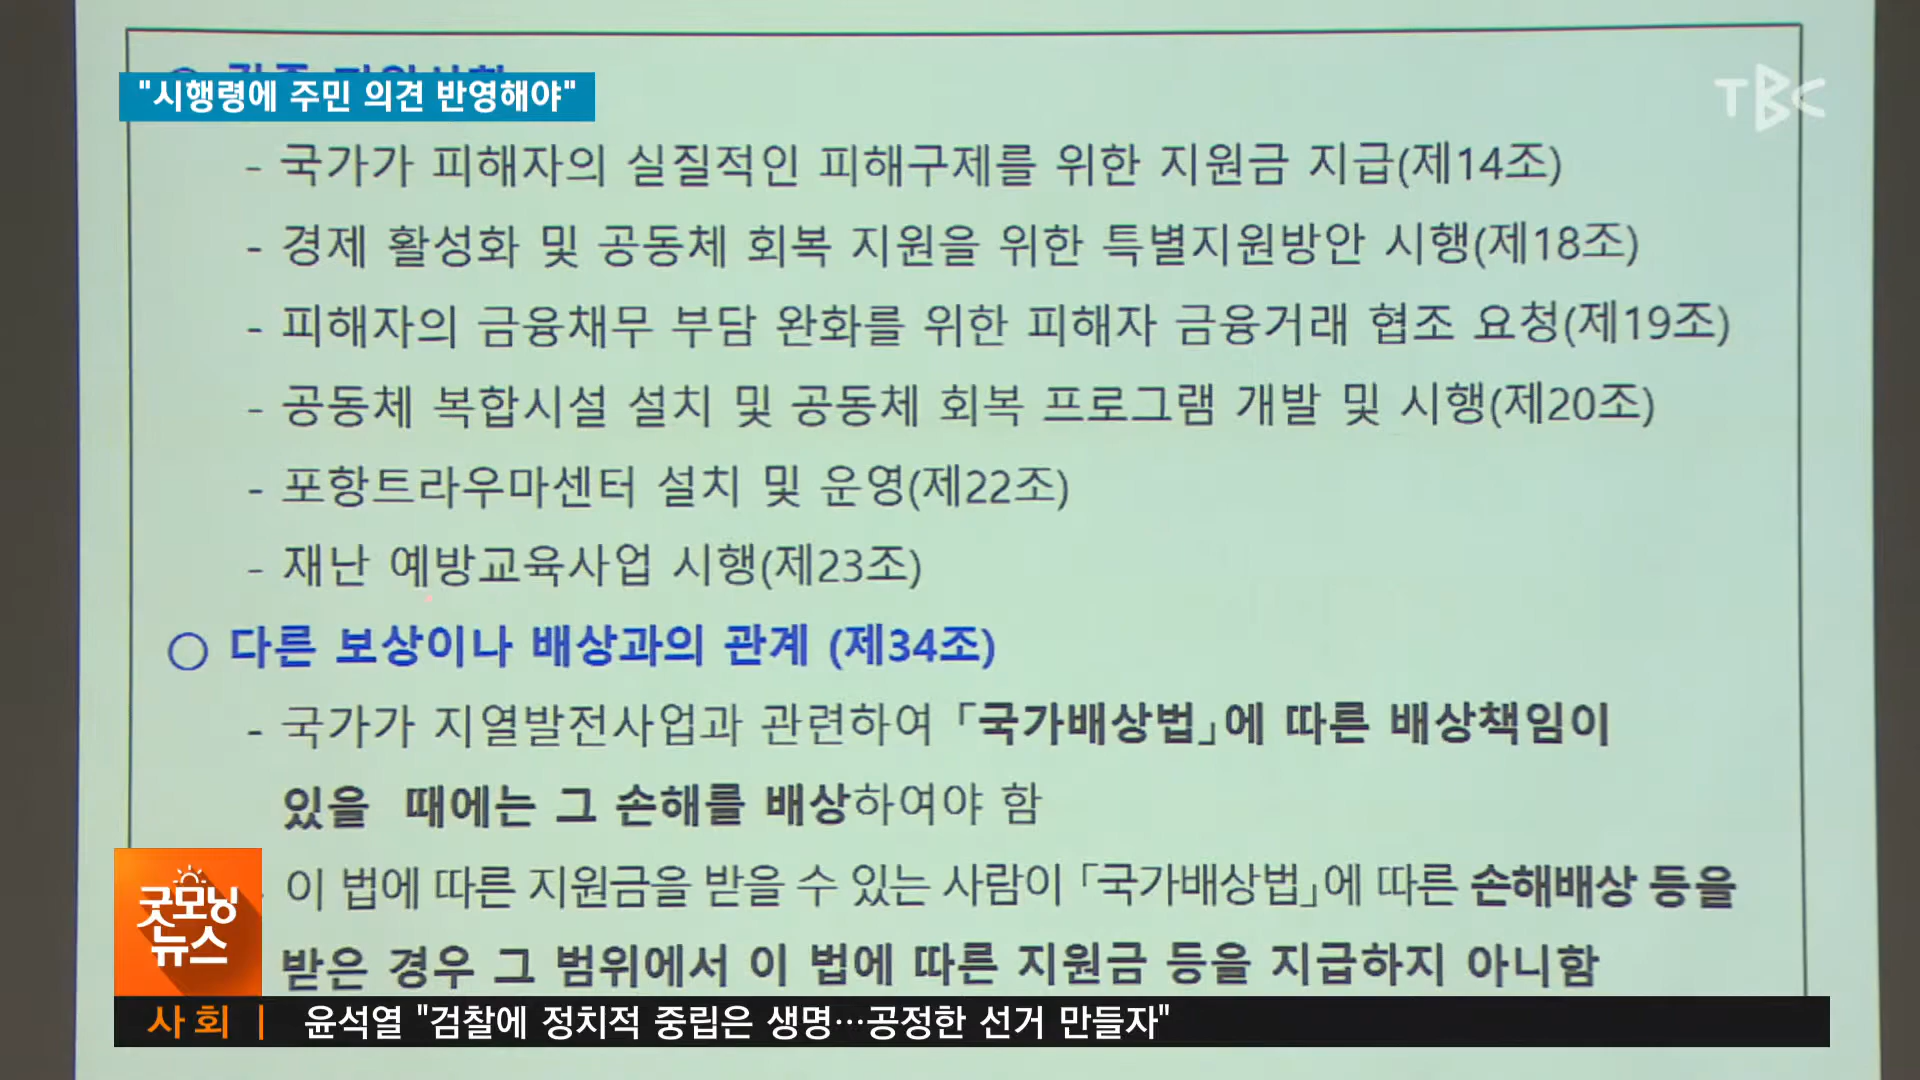 "시행령에 주민 의견 반영해야"
TBC
- 국가가 피해자의 실질적인 피해구제를 위한 지원금 지급(제14조)
- 경제 활성화 및 공동체 회복 지원을 위한 특별지원방안 시행(제18조)
- 피해자의 금융채무 부담 완화를 위한 피해자 금융거래 협조 요청(제19조)
- 공동체 복합시설 설치 및 공동체 회복 프로그램 개발 및 시행(제20조)
- 포항트라우마센터 설치 및 운영(제22조)
- 재난 예방교육사업 시행(제23조)
○ 다른 보상이나 배상과의 관계 (제34조)
- 국가가 지열발전사업과 관련하여 「국가배상법」에 따른 배상책임이
있을 때에는 그 손해를 배상하여야 함
이 법에 따른 지원금을 받을 수 있는 사람이 「국가배상법」에 따른 손해배상 등을
받은 경우 그 범위에서 이 법에 따른 지원금 등을 지급하지 아니함
굿모닝
뉴스
사회 | 윤석열 "검찰에 정치적 중립은 생명…공정한 선거 만들자"